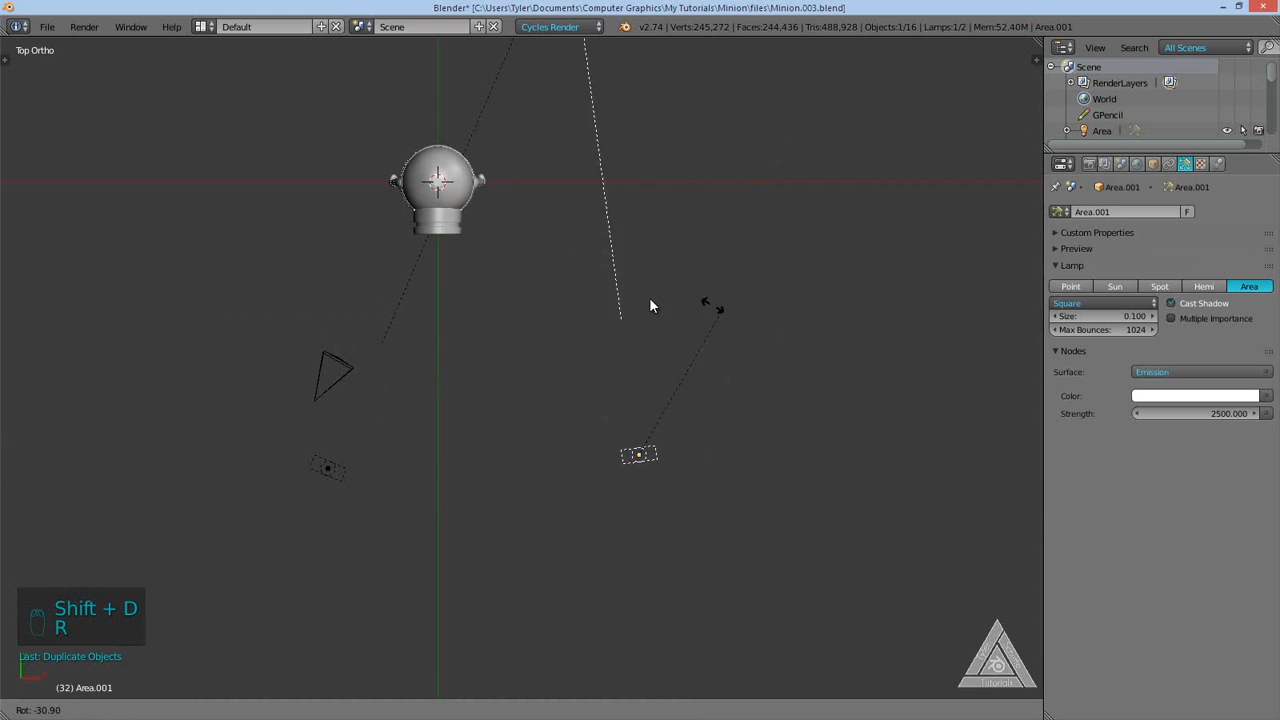 Blender* [C:\Users\Tyler\Documents\Computer Graphics\My Tutorials\Minion\files\Minion.003.blend]
File Render Window Help Default Scene Cycles Render v2.74 | Verts:245,272 | Faces:244,436 | Tris:488,928 | Objects:1/16 | Lamps:1/2 | Mem:52.40M | Area.001
Top Ortho
View Search All Scenes
Scene
RenderLayers
World
GPencil
Area
Area.001 Area.001
Area.001 F
Custom Properties
Preview
Lamp
Point Sun Spot Hemi Area
Square Cast Shadow
Size: 0.100 Multiple Importance
Max Bounces: 1024
Nodes
Surface: Emission
Color:
Strength: 2500.000
Shift + D
R
Last: Duplicate Objects
(32) Area.001
Tutorials
Rot: -30.90